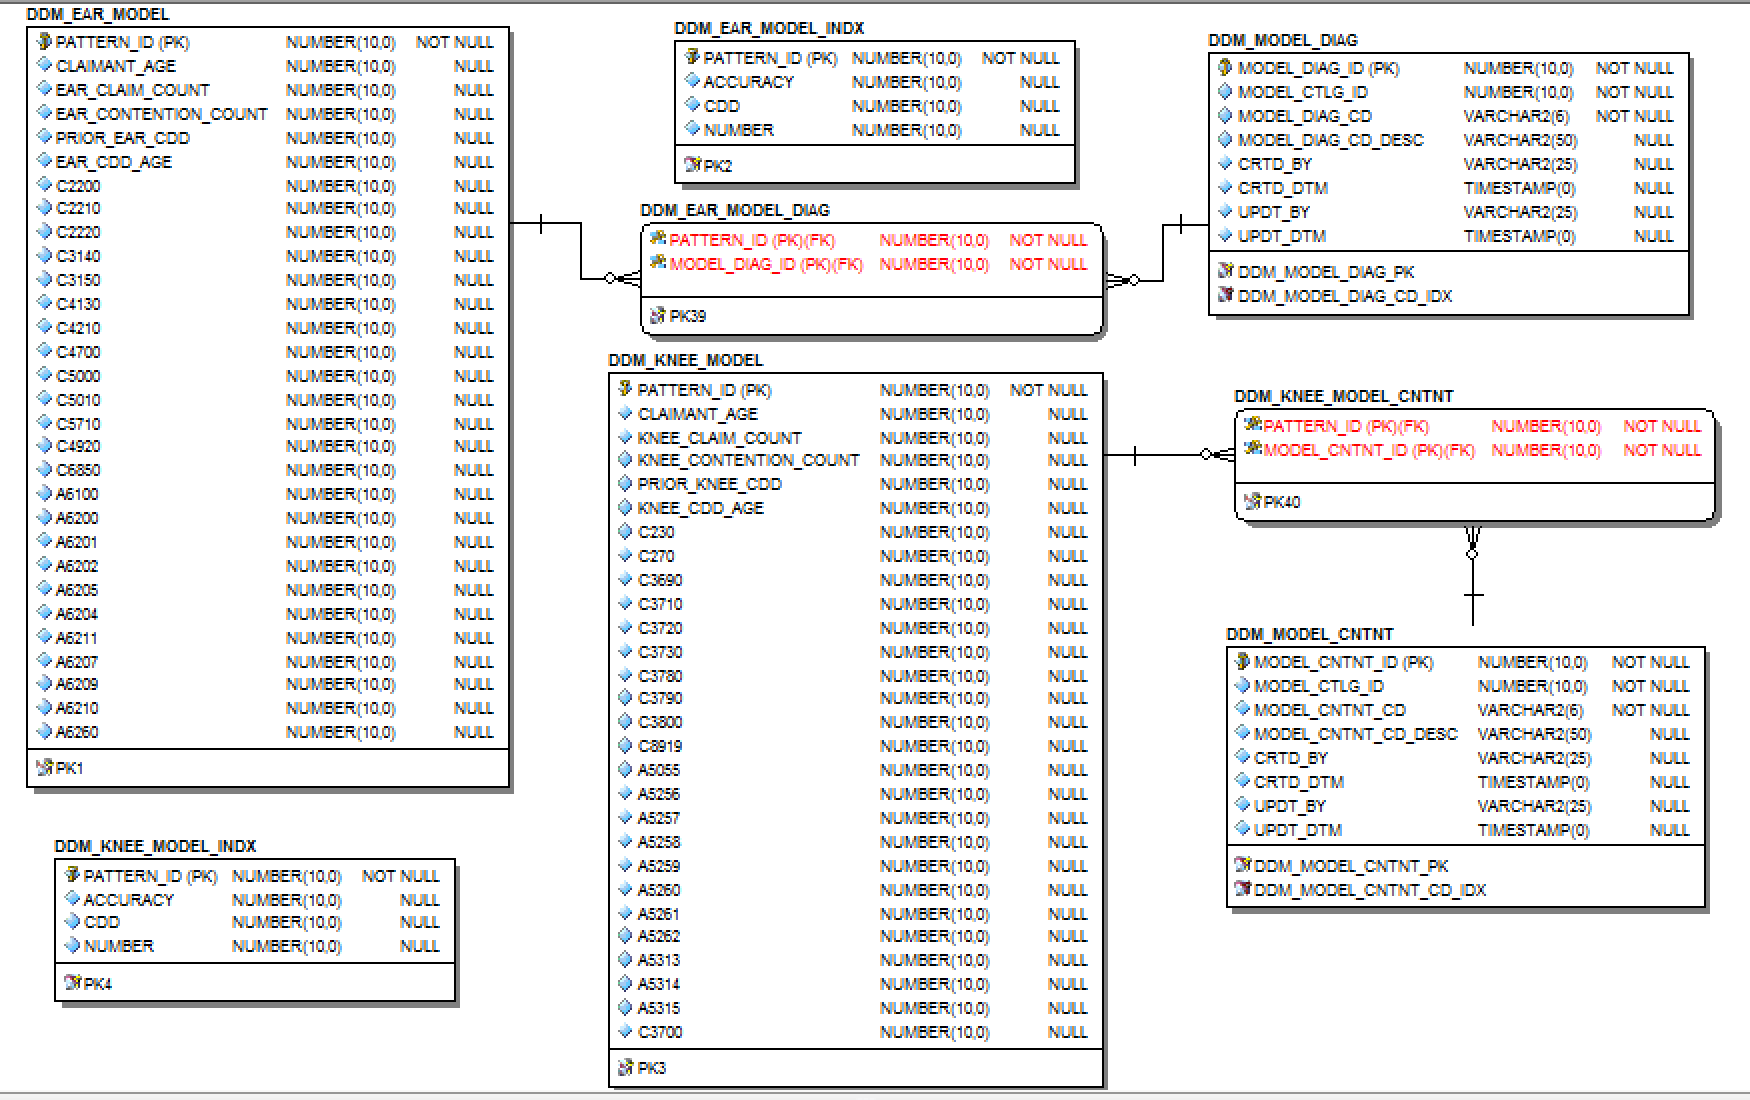 DDM_EAR_MODEL
PATTERN_ID (PK) NUMBER(10,0) NOT NULL
CLAIMANT_AGE NUMBER(10,0) NULL
EAR_CLAIM_COUNT NUMBER(10,0) NULL
EAR_CONTENTION_COUNT NUMBER(10,0) NULL
PRIOR_EAR_CDD NUMBER(10,0) NULL
EAR_CDD_AGE NUMBER(10,0) NULL
C2200 NUMBER(10,0) NULL
C2210 NUMBER(10,0) NULL
C2220 NUMBER(10,0) NULL
C3140 NUMBER(10,0) NULL
C3150 NUMBER(10,0) NULL
C4130 NUMBER(10,0) NULL
C4210 NUMBER(10,0) NULL
C4700 NUMBER(10,0) NULL
C5000 NUMBER(10,0) NULL
C5010 NUMBER(10,0) NULL
C5710 NUMBER(10,0) NULL
C4920 NUMBER(10,0) NULL
C6850 NUMBER(10,0) NULL
A6100 NUMBER(10,0) NULL
A6200 NUMBER(10,0) NULL
A6201 NUMBER(10,0) NULL
A6202 NUMBER(10,0) NULL
A6205 NUMBER(10,0) NULL
A6204 NUMBER(10,0) NULL
A6211 NUMBER(10,0) NULL
A6207 NUMBER(10,0) NULL
A6209 NUMBER(10,0) NULL
A6210 NUMBER(10,0) NULL
A6260 NUMBER(10,0) NULL
PK1
DDM_EAR_MODEL_INDX
PATTERN_ID (PK) NUMBER(10,0) NOT NULL
ACCURACY NUMBER(10,0) NULL
CDD NUMBER(10,0) NULL
NUMBER NUMBER(10,0) NULL
PK2
DDM_MODEL_DIAG
MODEL_DIAG_ID (PK) NUMBER(10,0) NOT NULL
MODEL_CTLG_ID NUMBER(10,0) NOT NULL
MODEL_DIAG_CD VARCHAR2(6) NOT NULL
MODEL_DIAG_CD_DESC VARCHAR2(50) NULL
CRTD_BY VARCHAR2(25) NULL
CRTD_DTM TIMESTAMP(0) NULL
UPDT_BY VARCHAR2(25) NULL
UPDT_DTM TIMESTAMP(0) NULL
DDM_MODEL_DIAG_PK
DDM_MODEL_DIAG_CD_IDX
DDM_EAR_MODEL_DIAG
PATTERN_ID (PK)(FK) NUMBER(10,0) NOT NULL
MODEL_DIAG_ID (PK)(FK) NUMBER(10,0) NOT NULL
PK39
DDM_KNEE_MODEL
PATTERN_ID (PK) NUMBER(10,0) NOT NULL
CLAIMANT_AGE NUMBER(10,0) NULL
KNEE_CLAIM_COUNT NUMBER(10,0) NULL
KNEE_CONTENTION_COUNT NUMBER(10,0) NULL
PRIOR_KNEE_CDD NUMBER(10,0) NULL
KNEE_CDD_AGE NUMBER(10,0) NULL
C230 NUMBER(10,0) NULL
C270 NUMBER(10,0) NULL
C3690 NUMBER(10,0) NULL
C3710 NUMBER(10,0) NULL
C3720 NUMBER(10,0) NULL
C3730 NUMBER(10,0) NULL
C3780 NUMBER(10,0) NULL
C3790 NUMBER(10,0) NULL
C3800 NUMBER(10,0) NULL
C8919 NUMBER(10,0) NULL
A5055 NUMBER(10,0) NULL
A5256 NUMBER(10,0) NULL
A5257 NUMBER(10,0) NULL
A5258 NUMBER(10,0) NULL
A5259 NUMBER(10,0) NULL
A5260 NUMBER(10,0) NULL
A5261 NUMBER(10,0) NULL
A5262 NUMBER(10,0) NULL
A5313 NUMBER(10,0) NULL
A5314 NUMBER(10,0) NULL
A5315 NUMBER(10,0) NULL
C3700 NUMBER(10,0) NULL
PK3
DDM_KNEE_MODEL_CNTNT
PATTERN_ID (PK)(FK) NUMBER(10,0) NOT NULL
MODEL_CNTNT_ID (PK)(FK) NUMBER(10,0) NOT NULL
PK40
DDM_MODEL_CNTNT
MODEL_CNTNT_ID (PK) NUMBER(10,0) NOT NULL
MODEL_CTLG_ID NUMBER(10,0) NOT NULL
MODEL_CNTNT_CD VARCHAR2(6) NOT NULL
MODEL_CNTNT_CD_DESC VARCHAR2(50) NULL
CRTD_BY VARCHAR2(25) NULL
CRTD_DTM TIMESTAMP(0) NULL
UPDT_BY VARCHAR2(25) NULL
UPDT_DTM TIMESTAMP(0) NULL
DDM_MODEL_CNTNT_PK
DDM_MODEL_CNTNT_CD_IDX
DDM_KNEE_MODEL_INDX
PATTERN_ID (PK) NUMBER(10,0) NOT NULL
ACCURACY NUMBER(10,0) NULL
CDD NUMBER(10,0) NULL
NUMBER NUMBER(10,0) NULL
PK4